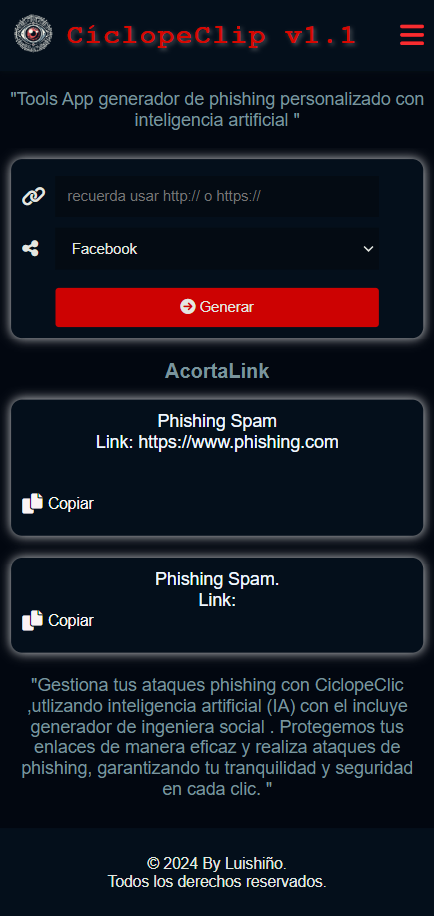 CíclopeClip v1.1
"Tools App generador de phishing personalizado con
inteligencia artificial "
recuerda usar http:// o https://
Facebook
Generar
AcortaLink
Phishing Spam
Link: https://www.phishing.com
Copiar
Phishing Spam.
Link:
Copiar
"Gestiona tus ataques phishing con CiclopeClic
,utlizando inteligencia artificial (IA) con el incluye
generador de ingeniera social . Protegemos tus
enlaces de manera eficaz y realiza ataques de
phishing, garantizando tu tranquilidad y seguridad
en cada clic. "
© 2024 By Luishiño.
Todos los derechos reservados.